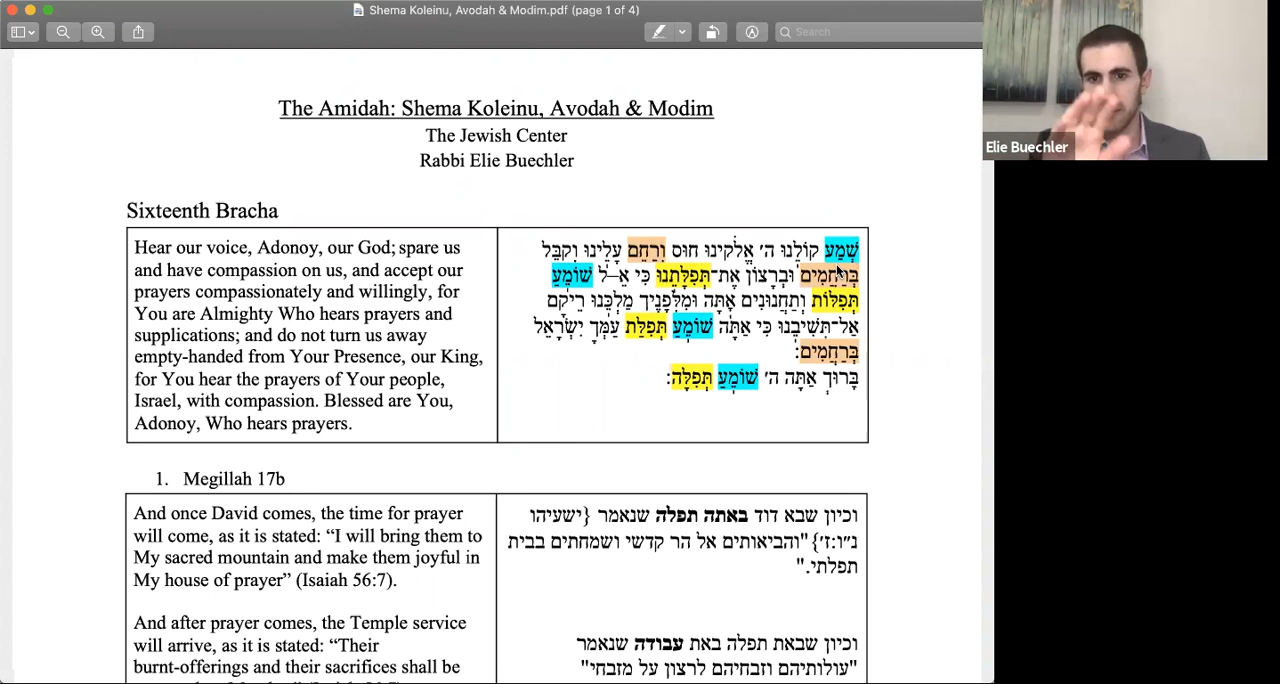 Shema Koleinu, Avodah & Modim.pdf (page 1 of 4)
Search
Elie Buechler
The Amidah: Shema Koleinu, Avodah & Modim
The Jewish Center
Rabbi Elie Buechler
Sixteenth Bracha
Hear our voice, Adonoy, our God; spare us
and have compassion on us, and accept our
prayers compassionately and willingly, for
You are Almighty Who hears prayers and
supplications; and do not turn us away
empty-handed from Your Presence, our King,
for You hear the prayers of Your people,
Israel, with compassion. Blessed are You,
Adonoy, Who hears prayers.
שְׁמַע קוֹלֵנוּ ה׳ אֱלֹקֵינוּ חוּס וְרַחֵם עָלֵינוּ וְקַבֵּל
בְּרַחֲמִים וּבְרָצוֹן אֶת־תְּפִלָּתֵנוּ כִּי אֵ–ל שׁוֹמֵעַ
תְּפִלּוֹת וְתַחֲנוּנִים אָתָּה וּמִלְּפָנֶיךָ מַלְכֵּנוּ רֵיקָם
אַל־תְּשִׁיבֵנוּ כִּי אַתָּה שׁוֹמֵעַ תְּפִלַּת עַמְּךָ יִשְׂרָאֵל
בְּרַחֲמִים:
בָּרוּךְ אַתָּה ה׳ שׁוֹמֵעַ תְּפִלָּה:
1. Megillah 17b
And once David comes, the time for prayer
will come, as it is stated: “I will bring them to
My sacred mountain and make them joyful in
My house of prayer” (Isaiah 56:7).
And after prayer comes, the Temple service
will arrive, as it is stated: “Their
burnt-offerings and their sacrifices shall be
וכיון שבא דוד באתה תפלה שנאמר {ישעיהו
נ״ו:ז׳} "והביאותים אל הר קדשי ושמחתים בבית
תפלתי."
וכיון שבאת תפלה באת עבודה שנאמר
"עולותיהם וזבחיהם לרצון על מזבחי"